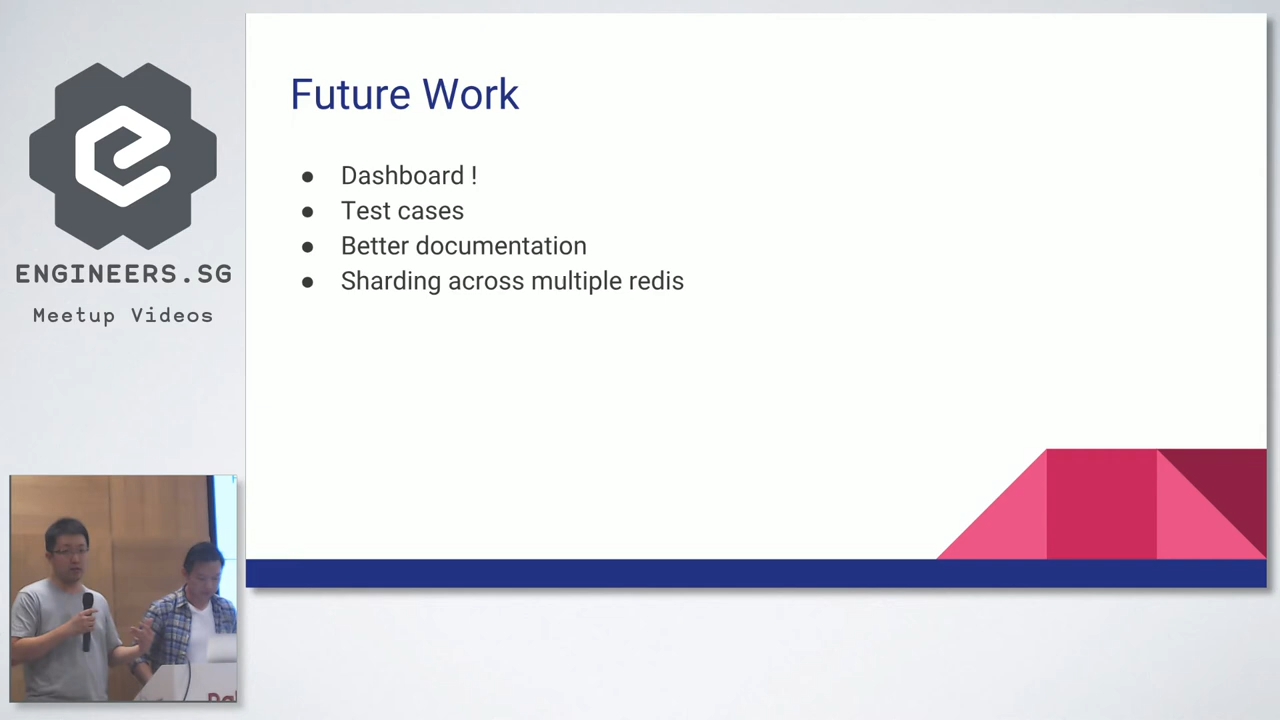 ENGINEERS.SG
Meetup Videos
Future Work
● Dashboard !
● Test cases
● Better documentation
● Sharding across multiple redis